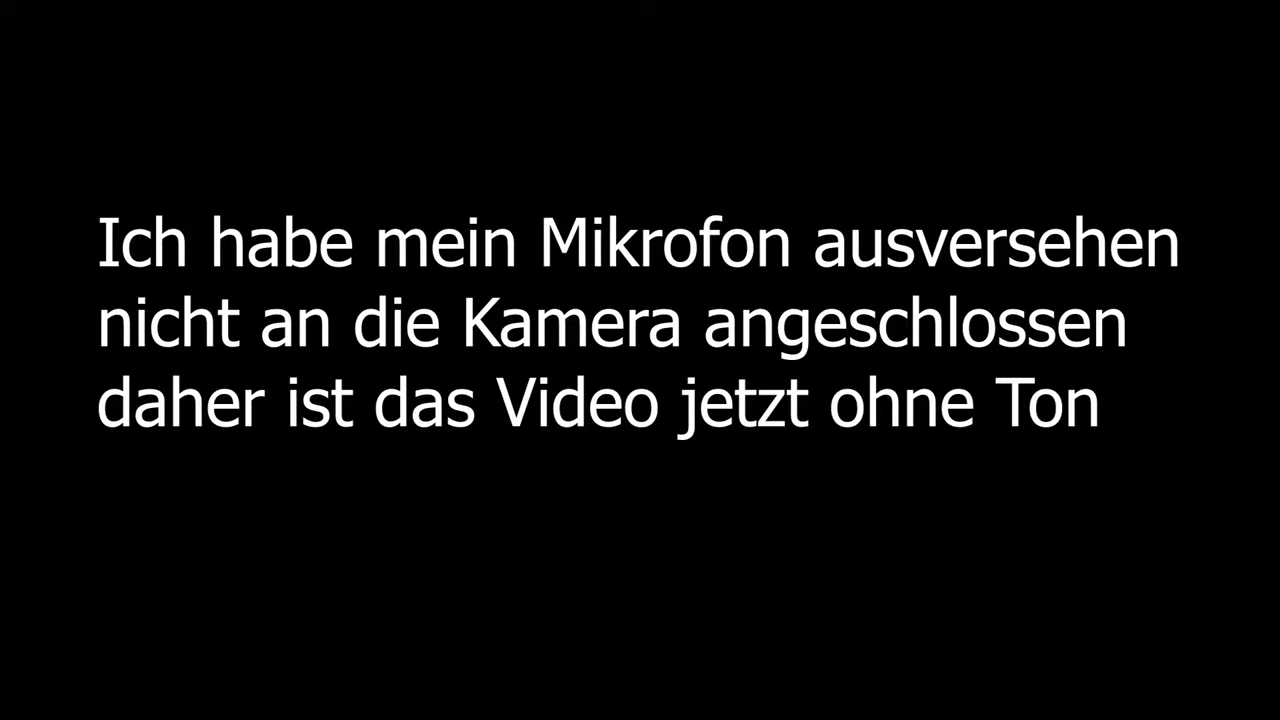 Ich habe mein Mikrofon ausversehen
nicht an die Kamera angeschlossen
daher ist das Video jetzt ohne Ton